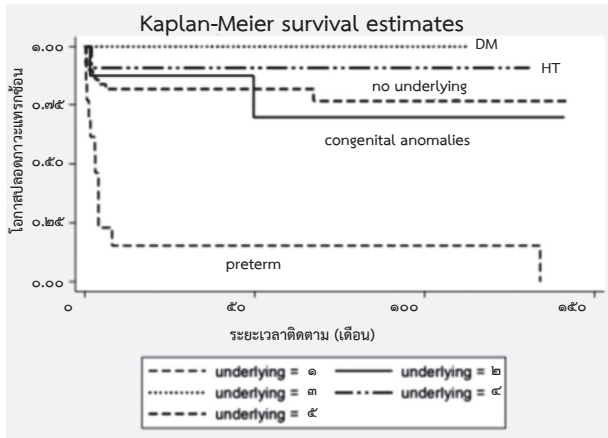 Kaplan-Meier survival estimates
โอกาสปลอดภาวะแทรกซ้อน
๑.๐๐
๐.๗๕
๐.๕๐
๐.๒๕
๐.๐๐
DM
HT
no underlying
congenital anomalies
preterm
๐ ๕๐ ๑๐๐ ๑๕๐
ระยะเวลาติดตาม (เดือน)
underlying = ๑ underlying = ๒
underlying = ๓ underlying = ๔
underlying = ๕